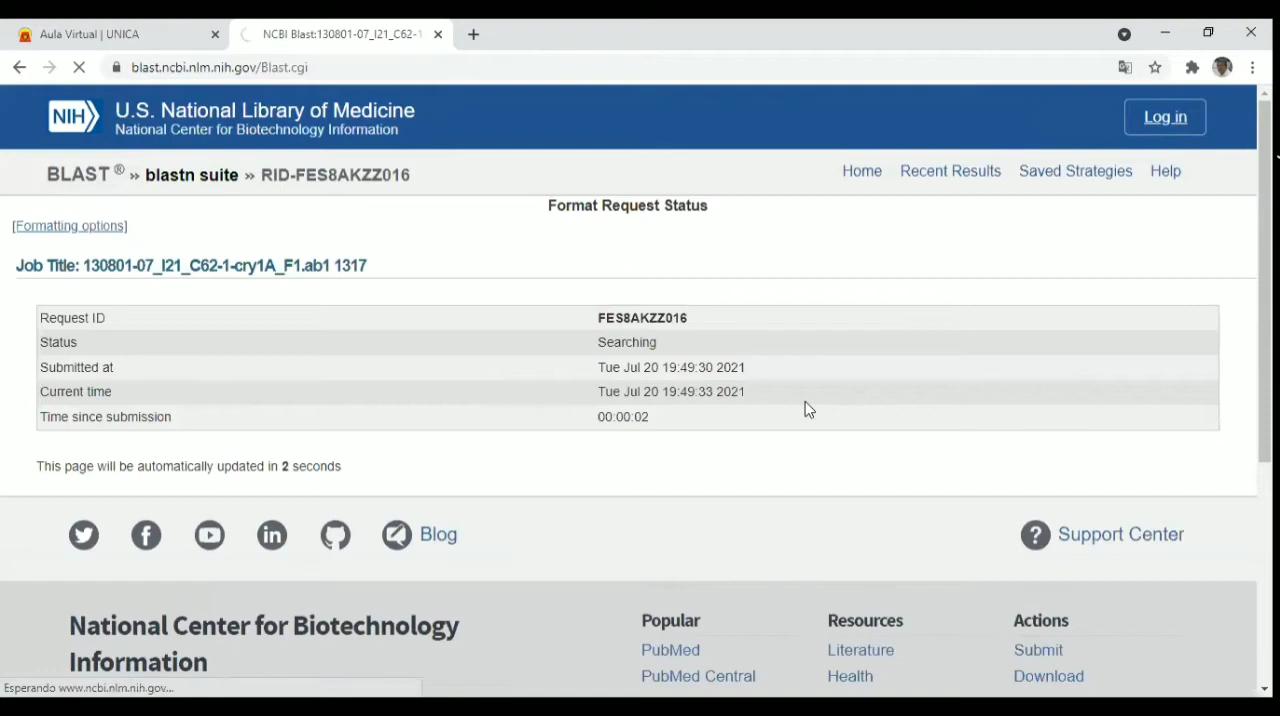 Aula Virtual | UNICA
NCBI Blast:130801-07_I21_C62-1
blast.ncbi.nlm.nih.gov/Blast.cgi
NIH
U.S. National Library of Medicine
National Center for Biotechnology Information
Log in
BLAST ® » blastn suite » RID-FES8AKZZ016
Home Recent Results Saved Strategies Help
Format Request Status
[Formatting options]
Job Title: 130801-07_I21_C62-1-cry1A_F1.ab1 1317
Request ID FES8AKZZ016
Status Searching
Submitted at Tue Jul 20 19:49:30 2021
Current time Tue Jul 20 19:49:33 2021
Time since submission 00:00:02
This page will be automatically updated in 2 seconds
Blog
Support Center
National Center for Biotechnology
Information
Popular
PubMed
PubMed Central
Resources
Literature
Health
Actions
Submit
Download
Esperando www.ncbi.nlm.nih.gov...